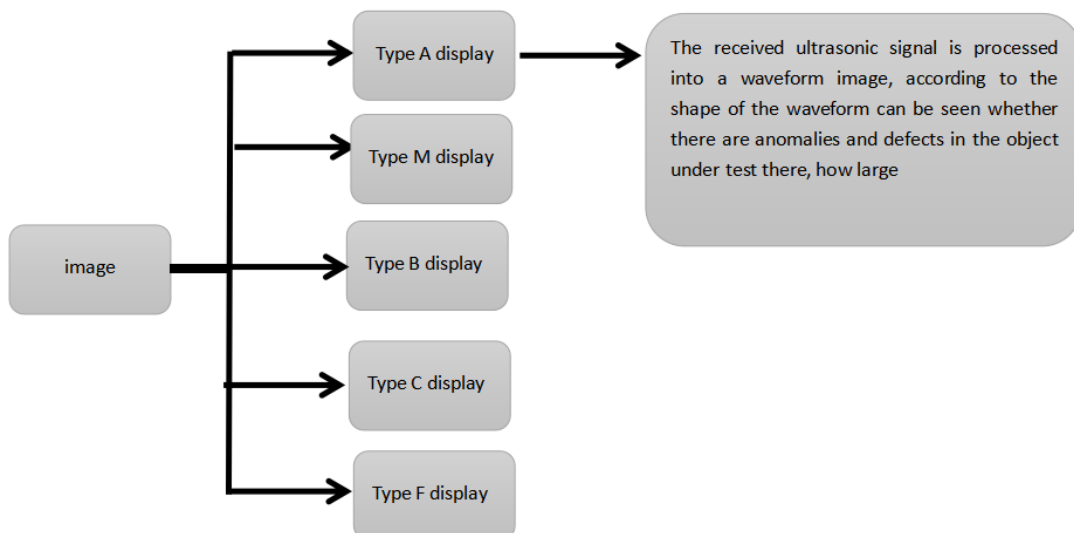 Type A display
The received ultrasonic signal is processed
into a waveform image, according to the
shape of the waveform can be seen whether
there are anomalies and defects in the object
under test there, how large
Type M display
image
Type B display
Type C display
Type F display